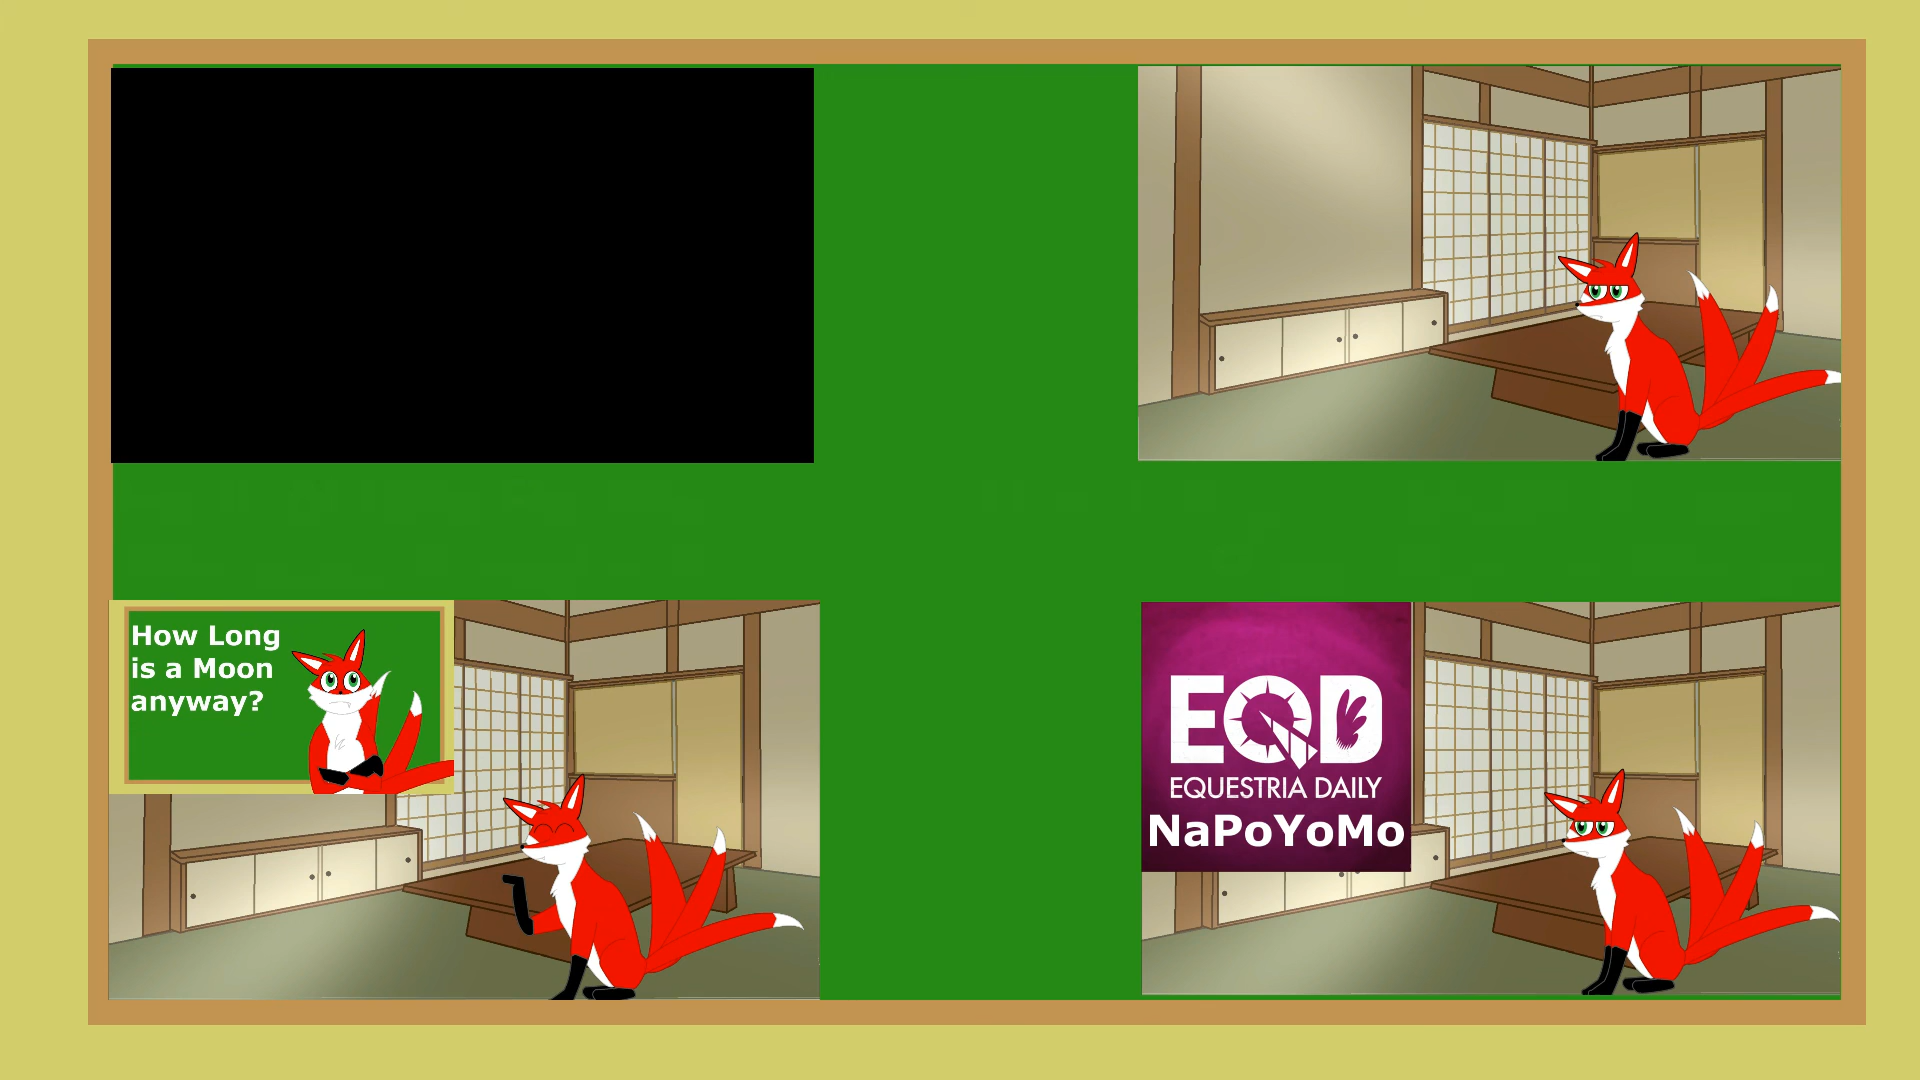 How Long
is a Moon
anyway?
EQD
EQUESTRIA DAILY
NaPoYoMo